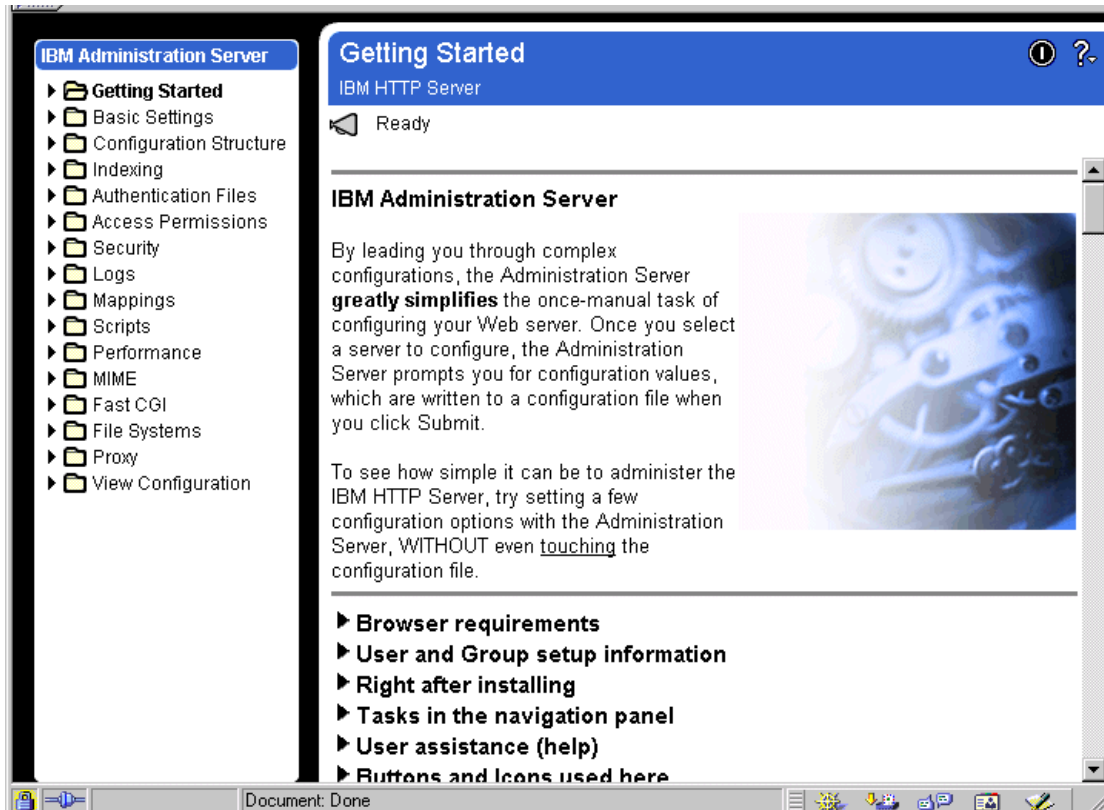 IBM Administration Server
Getting Started
Basic Settings
Configuration Structure
Indexing
Authentication Files
Access Permissions
Security
Logs
Mappings
Scripts
Performance
MIME
Fast CGI
File Systems
Proxy
View Configuration
Getting Started
IBM HTTP Server
?
Ready
IBM Administration Server
By leading you through complex
configurations, the Administration Server
greatly simplifies the once-manual task of
configuring your Web server. Once you select
a server to configure, the Administration
Server prompts you for configuration values,
which are written to a configuration file when
you click Submit.
To see how simple it can be to administer the
IBM HTTP Server, try setting a few
configuration options with the Administration
Server, WITHOUT even touching the
configuration file.
Browser requirements
User and Group setup information
Right after installing
Tasks in the navigation panel
User assistance (help)
Buttons and Icons used here
Document: Done